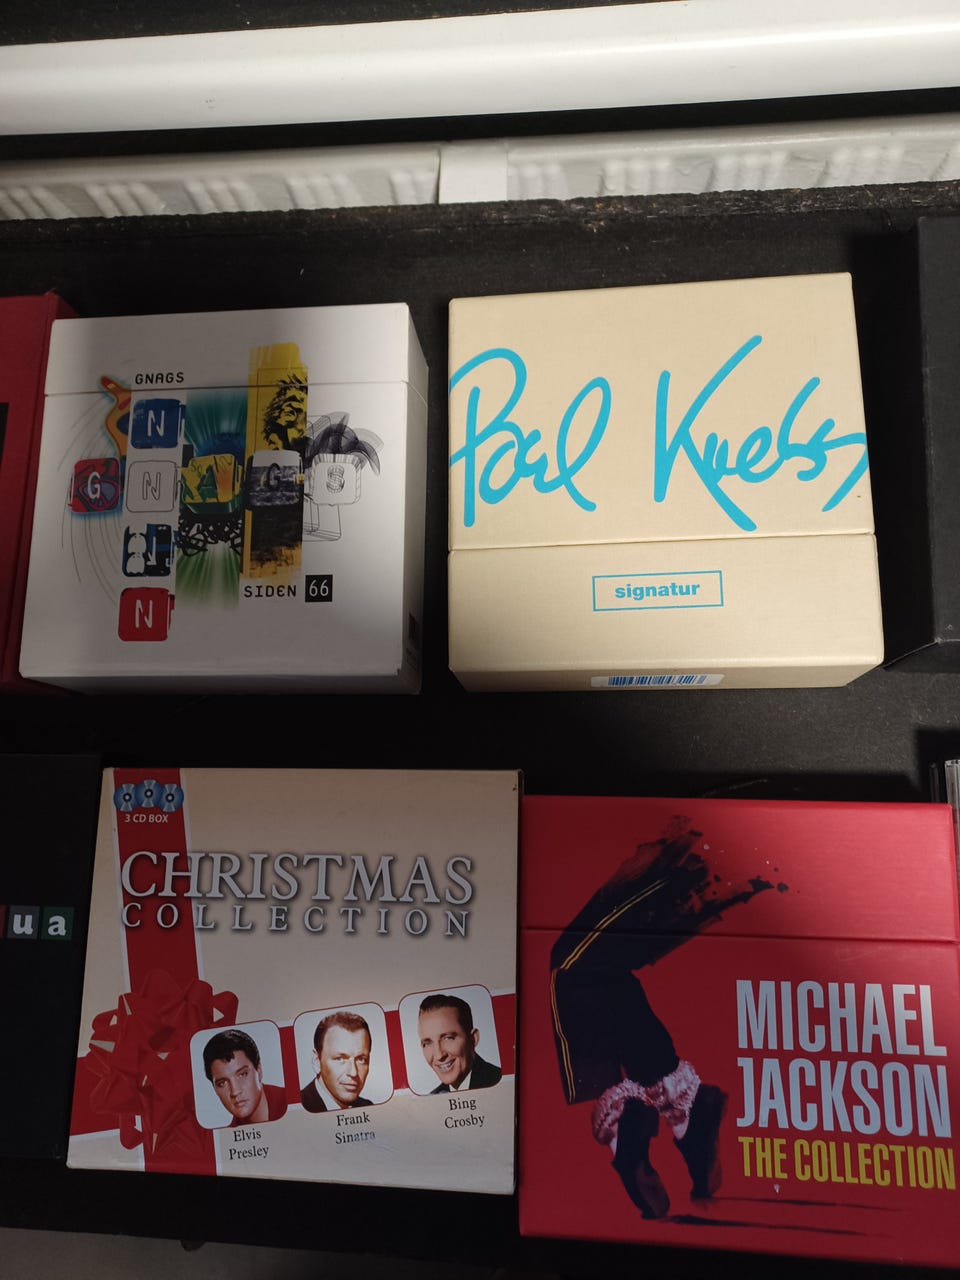 GNAGS
N
G N A G S
N
N
SIDEN 66
Poul Krebs
signatur
ua
3 CD BOX
CHRISTMAS
COLLECTION
Elvis
Presley
Frank
Sinatra
Bing
Crosby
MICHAEL
JACKSON
THE COLLECTION